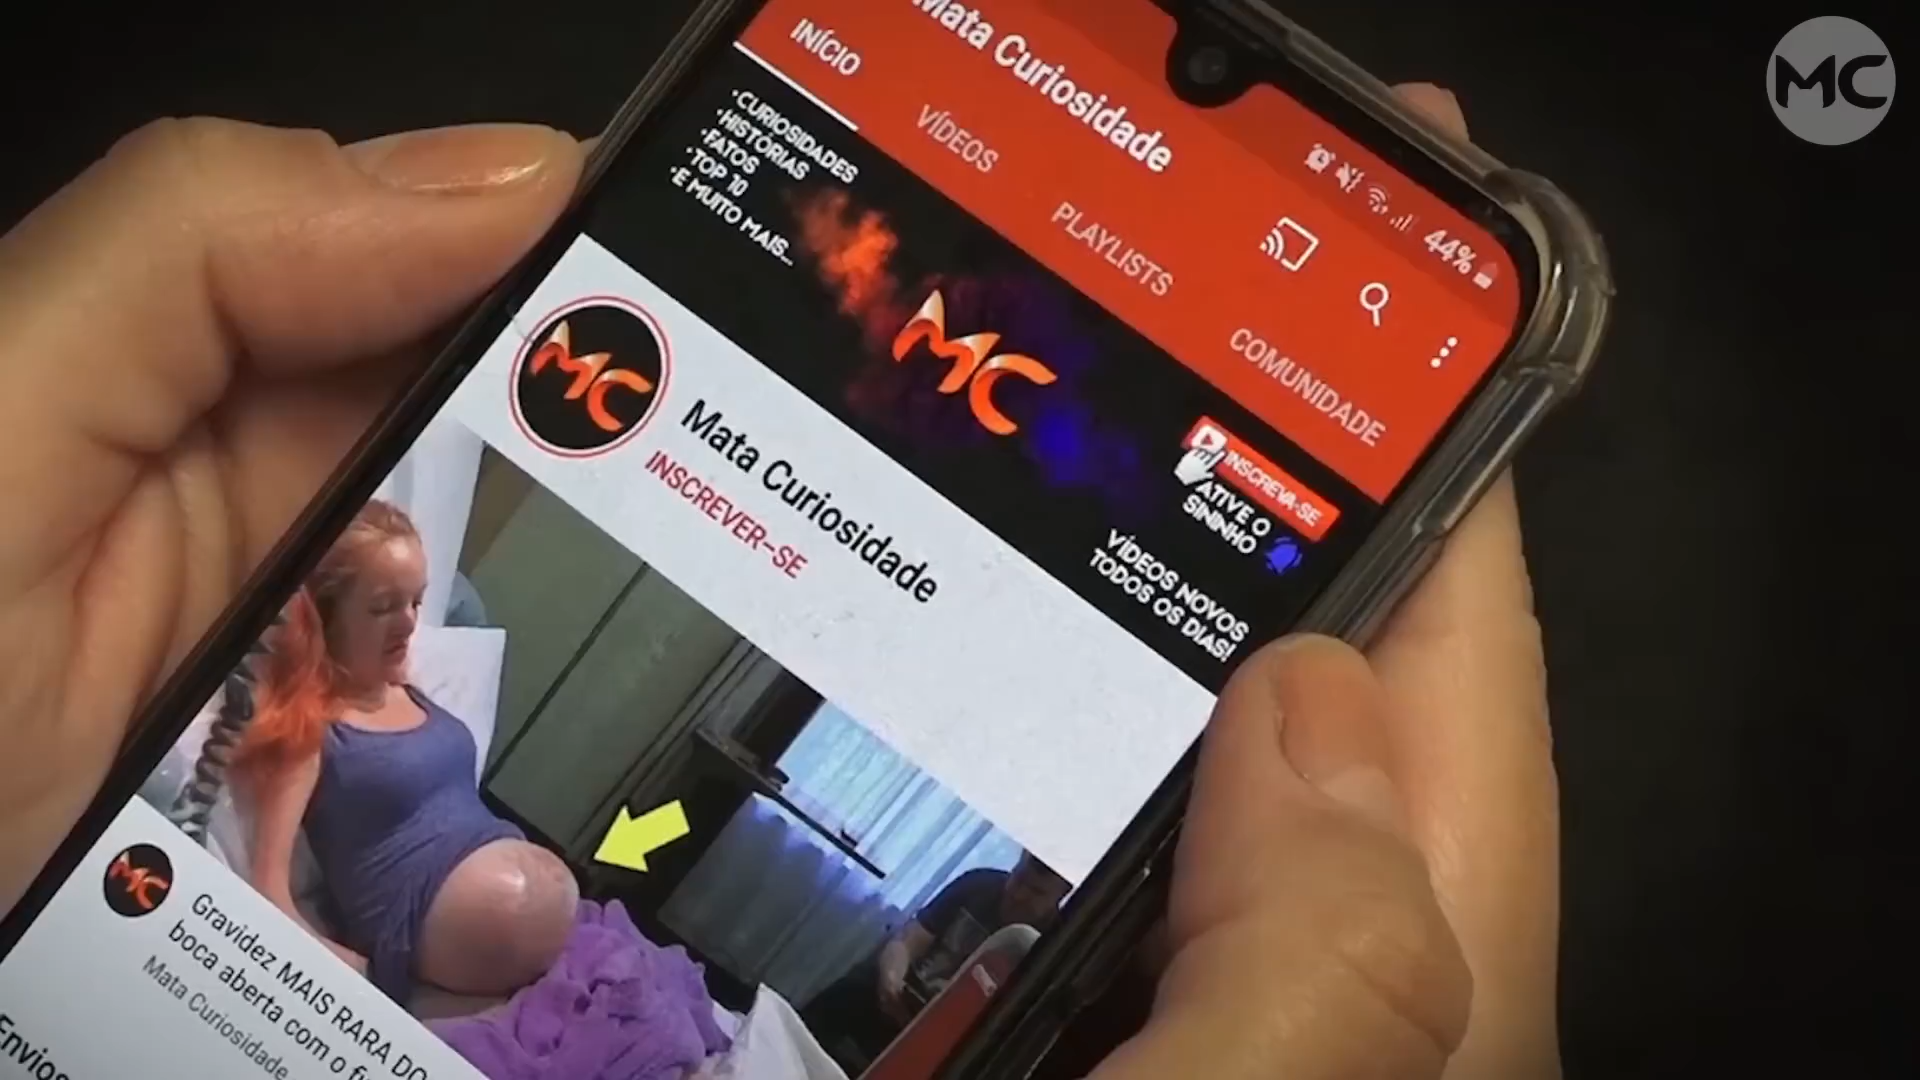 MC
Mata Curiosidade
44%
INÍCIO
VÍDEOS
PLAYLISTS
COMUNIDADE
•CURIOSIDADES
•HISTÓRIAS
•FATOS
•TOP 10
•E MUITO MAIS...
MC
INSCREVA-SE
ATIVE O
SININHO
VÍDEOS NOVOS
TODOS OS DIAS!
MC
Mata Curiosidade
INSCREVER-SE
MC
Gravidez MAIS RARA DO
boca aberta com o
Mata Curiosidade
Envios